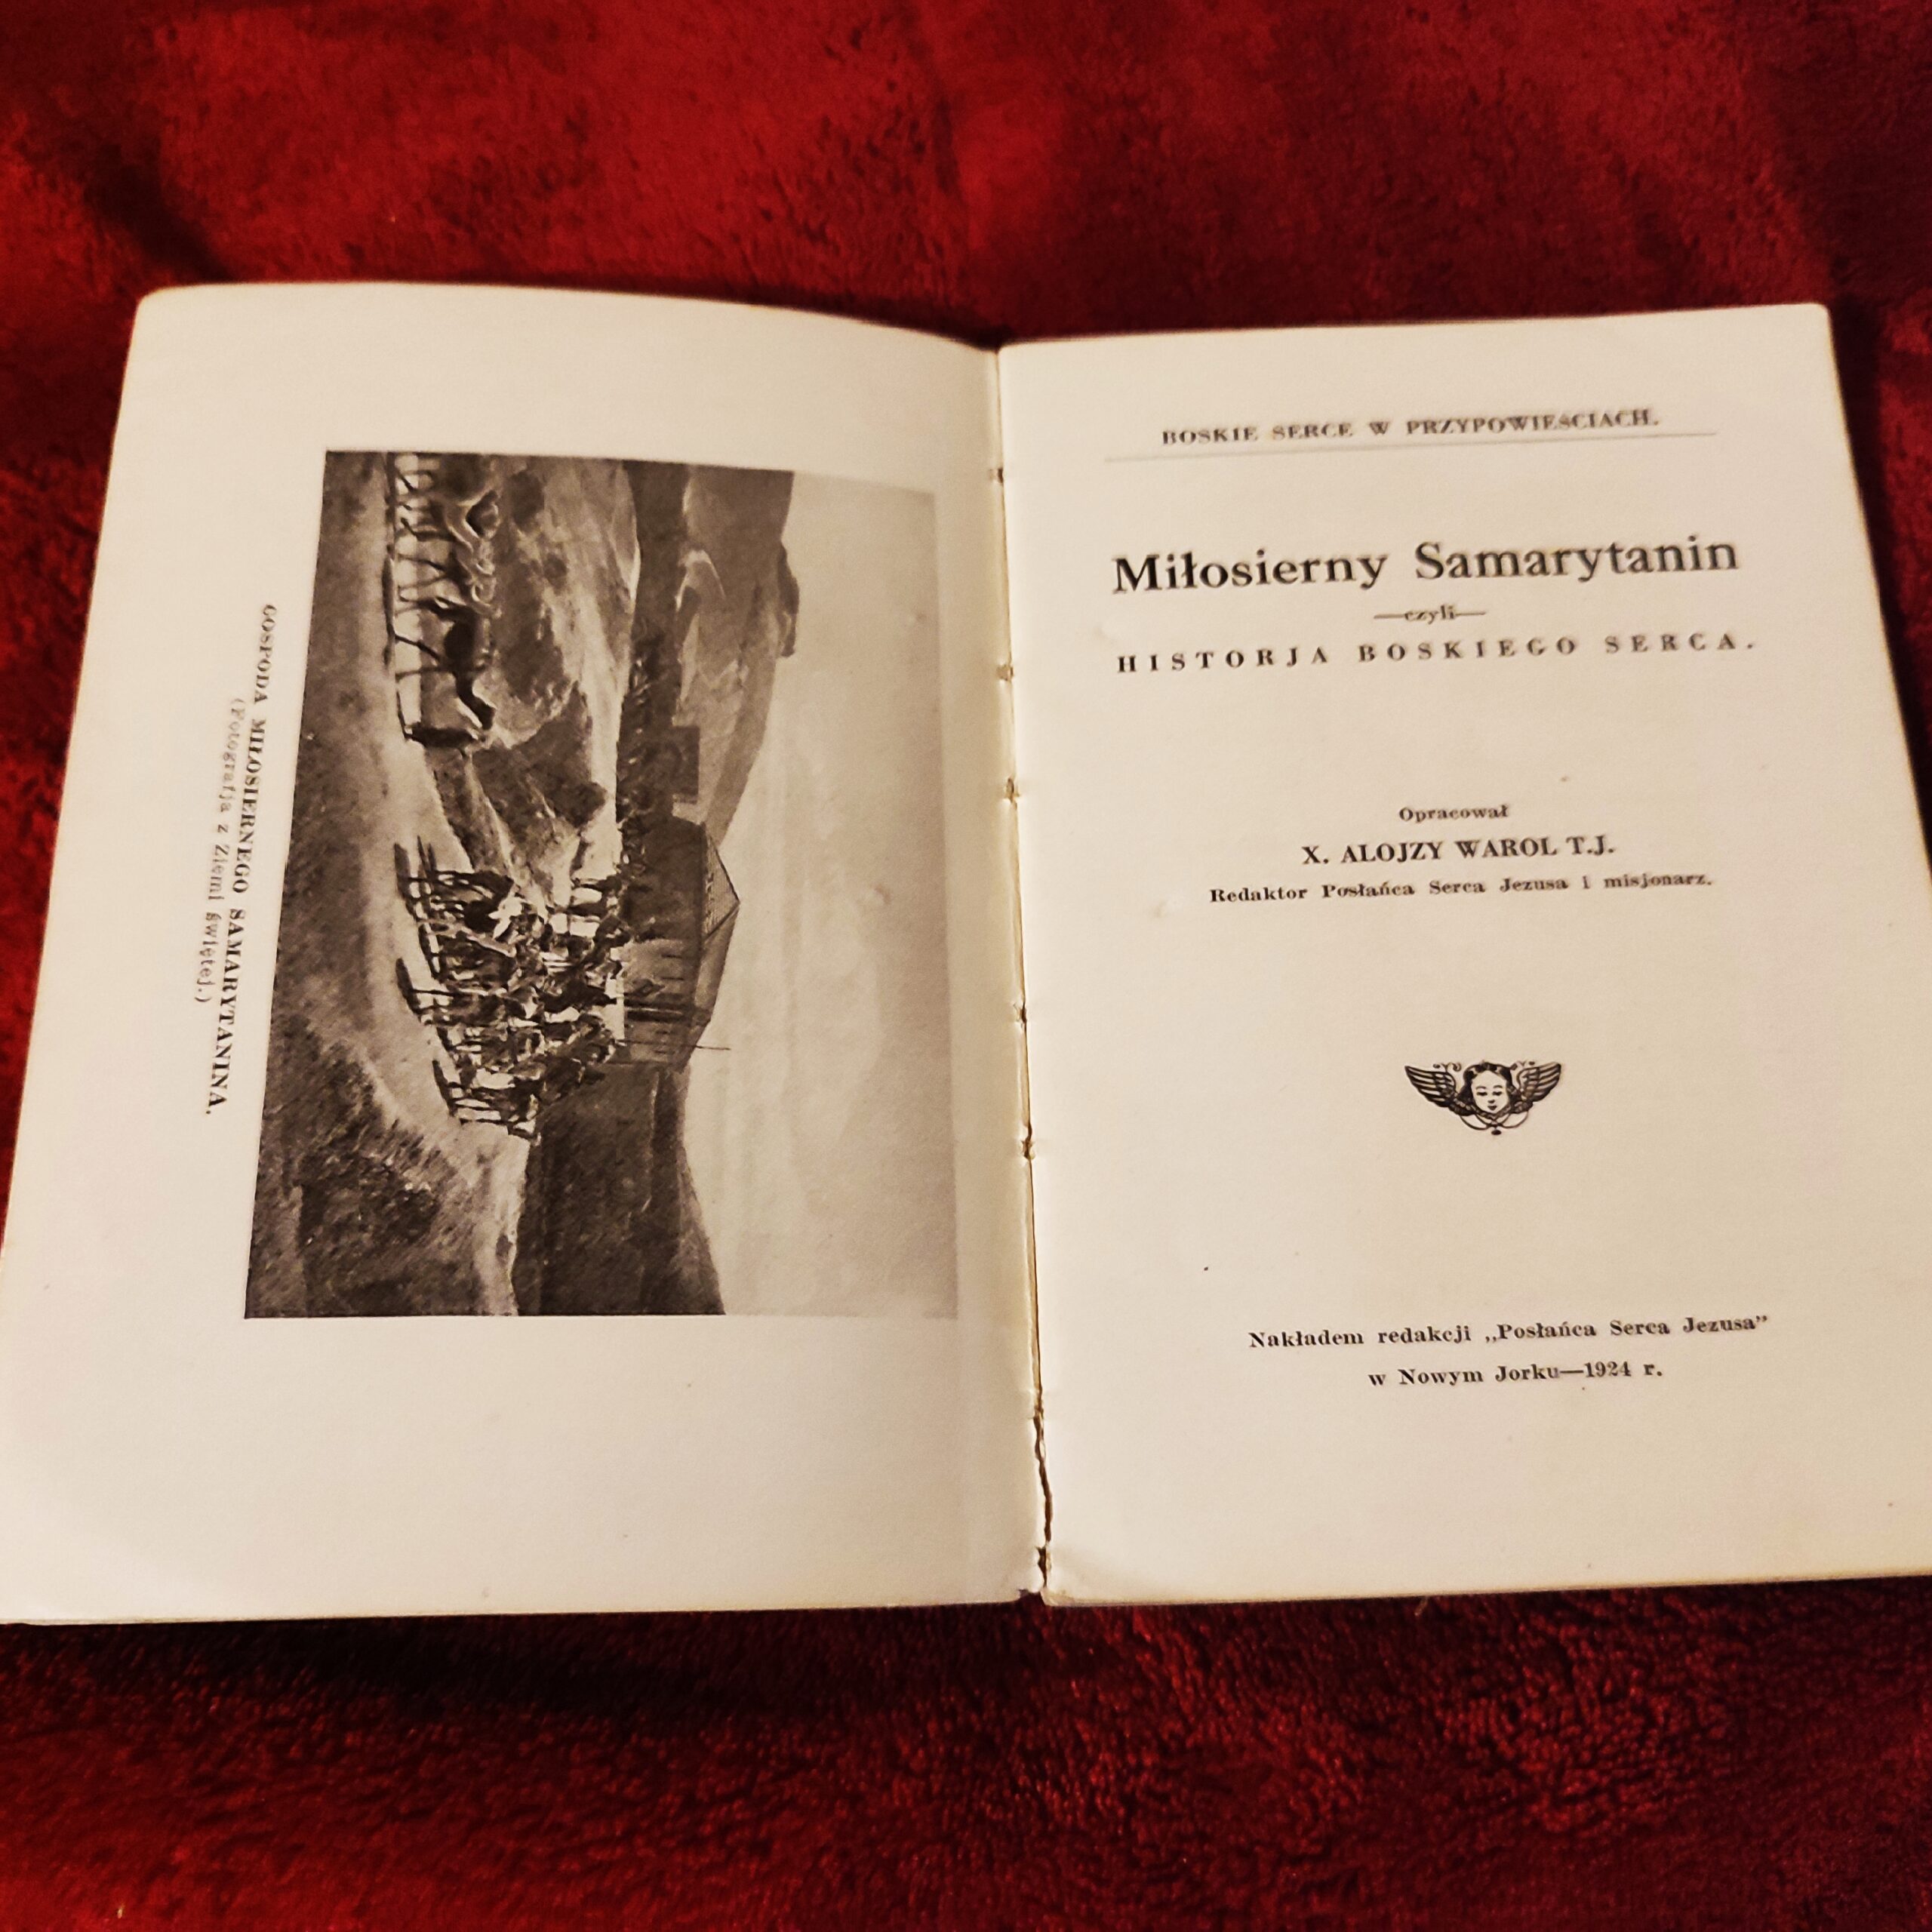 GOSPODA MIŁOSIERNEGO SAMARYTANINA.
(Fotografja z Ziemi świętej.)
BOSKIE SERCE W PRZYPOWIEŚCIACH.
Miłosierny Samarytanin
—czyli—
HISTORJA BOSKIEGO SERCA.
Opracował
X. ALOJZY WAROL T.J.
Redaktor Posłańca Serca Jezusa i misjonarz.
Nakładem redakcji „Posłańca Serca Jezusa”
w Nowym Jorku—1924 r.